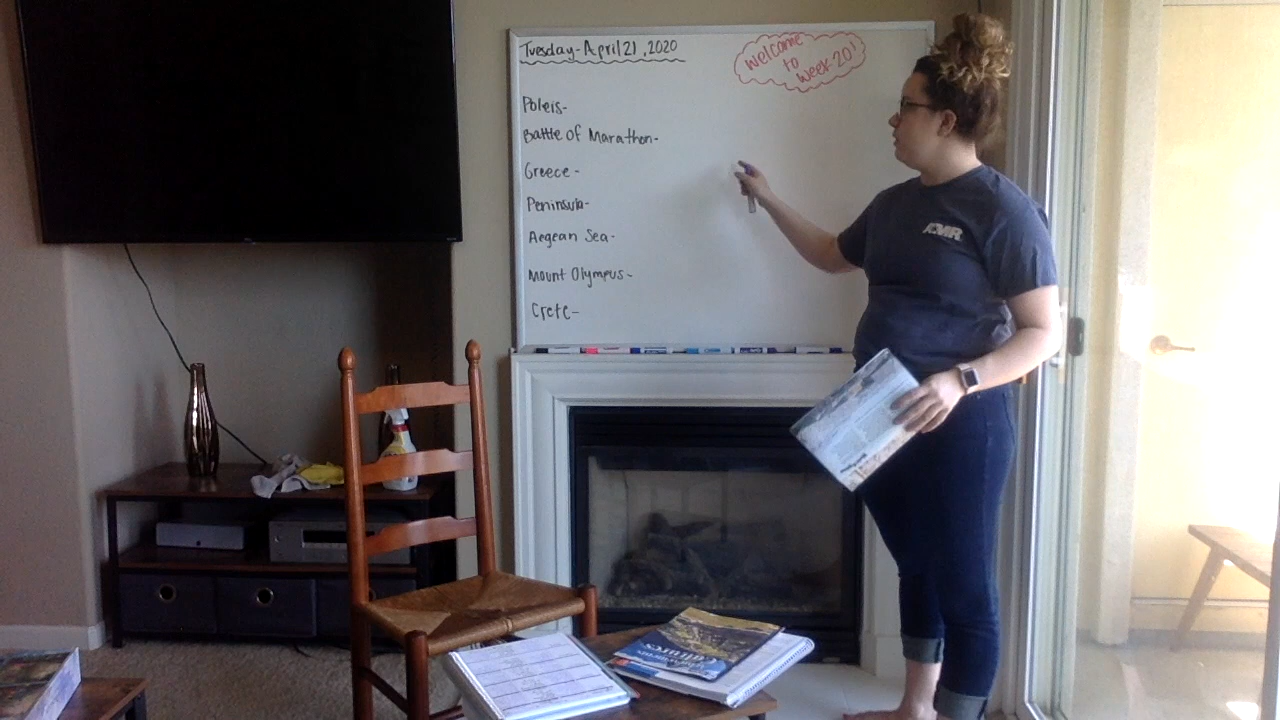 Tuesday-April 21, 2020
Welcome
to
Week 20!
Poleis-
Battle of Marathon-
Greece-
Peninsula-
Aegean Sea-
Mount Olympus-
Crete-